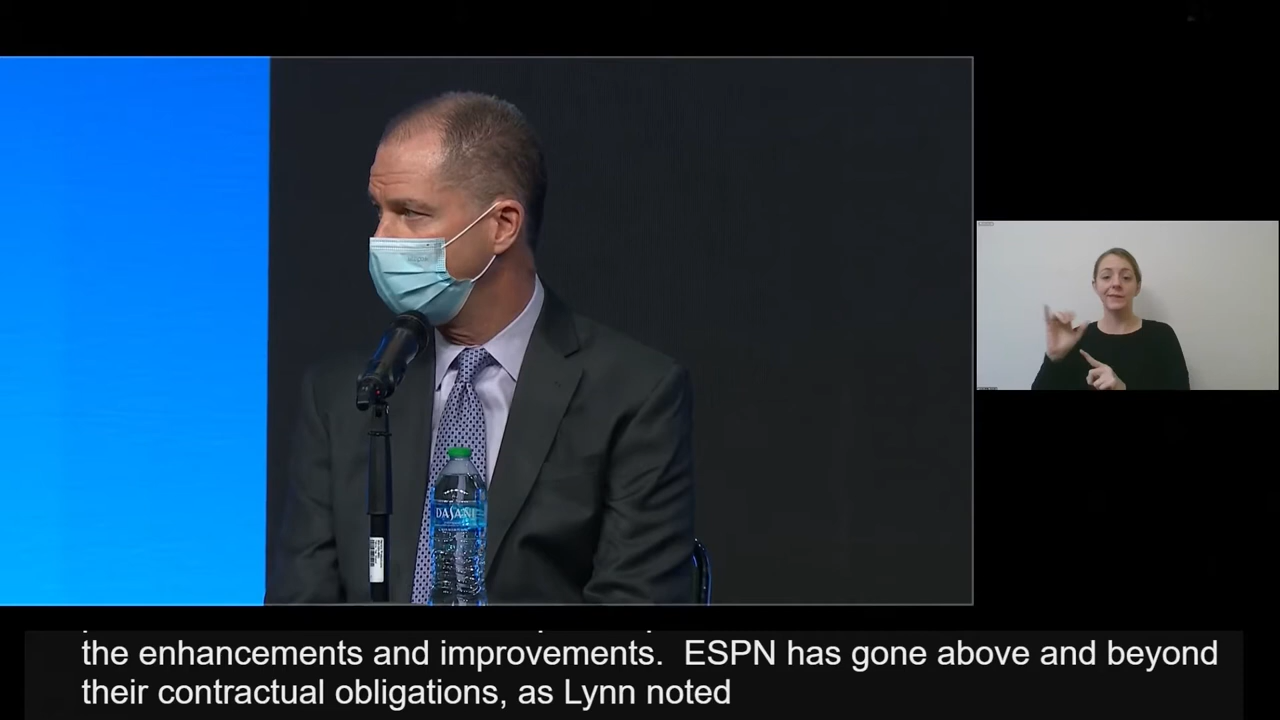 DASANI
the enhancements and improvements.  ESPN has gone above and beyond
their contractual obligations, as Lynn noted